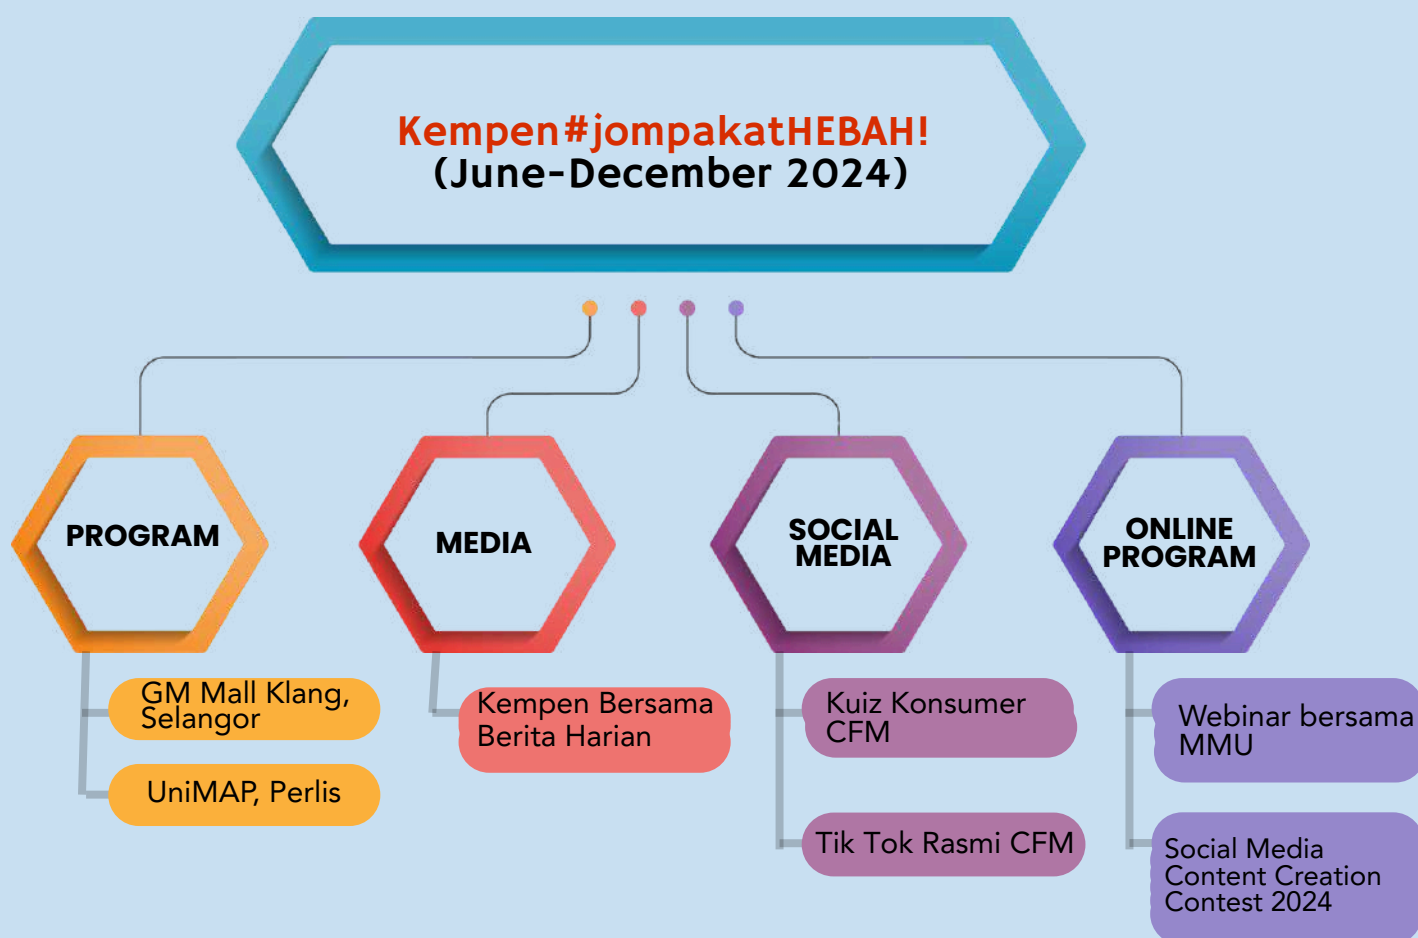 Kempen#jompakatHEBAH!
(June-December 2024)
PROGRAM
MEDIA
SOCIAL
MEDIA
ONLINE
PROGRAM
GM Mall Klang,
Selangor
UniMAP, Perlis
Kempen Bersama
Berita Harian
Kuiz Konsumer
CFM
Tik Tok Rasmi CFM
Webinar bersama
MMU
Social Media
Content Creation
Contest 2024